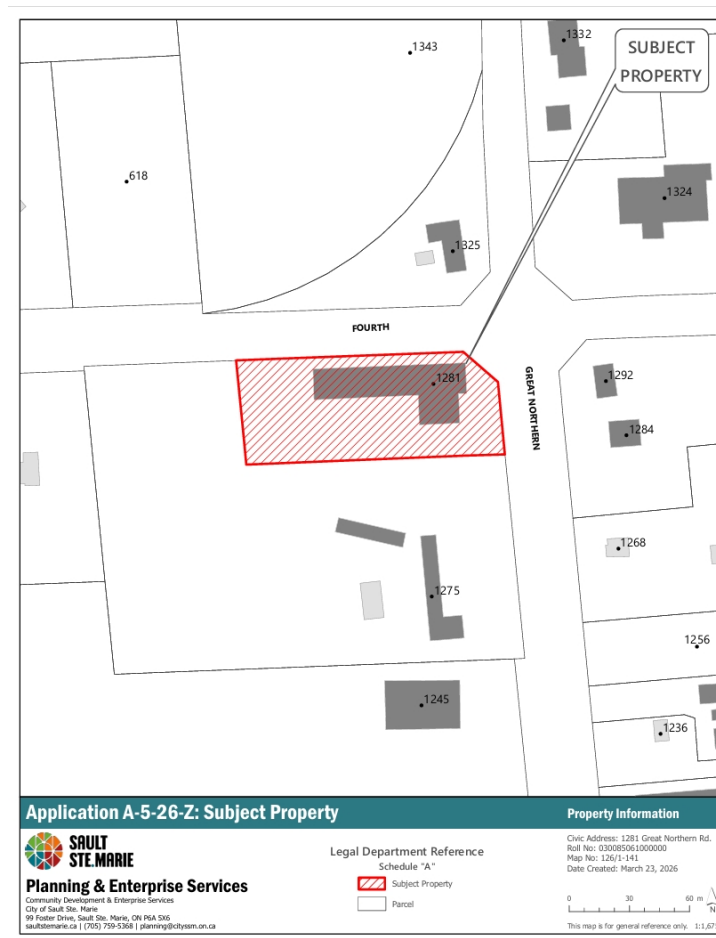 1332
1343
SUBJECT
PROPERTY
618
1324
1325
FOURTH
1281
GREAT NORTHERN
1292
1284
1268
1275
1256
1245
1236
Application A-5-26-Z: Subject Property
Property Information
SAULT
STE.MARIE
Planning & Enterprise Services
Community Development & Enterprise Services
City of Sault Ste. Marie
99 Foster Drive, Sault Ste. Marie, ON P6A 5X6
saultstemarie.ca | (705) 759-5368 | planning@cityssm.on.ca
Legal Department Reference
Schedule "A"
Subject Property
Parcel
Civic Address: 1281 Great Northern Rd.
Roll No: 030085061000000
Map No: 126/1-141
Date Created: March 23, 2026
0 30 60 m
N
This map is for general reference only. 1:1,67